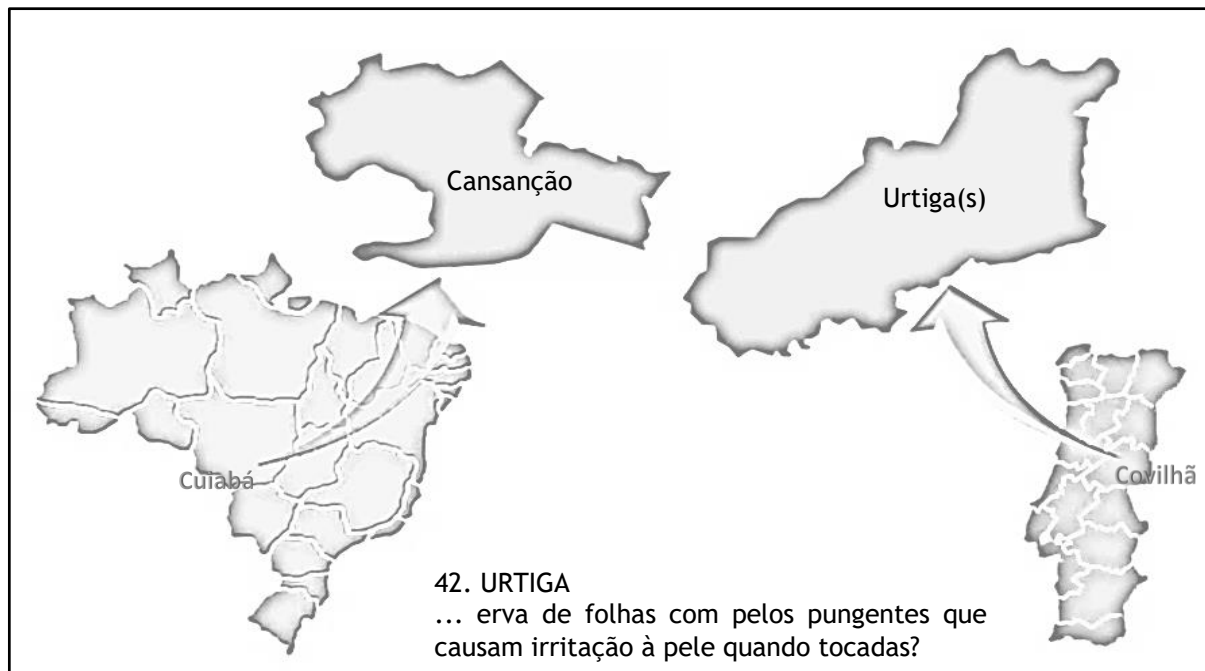 Cansanção
Urtiga(s)
Cuiabá
Covilhã
42. URTIGA
... erva de folhas com pelos pungentes que
causam irritação à pele quando tocadas?